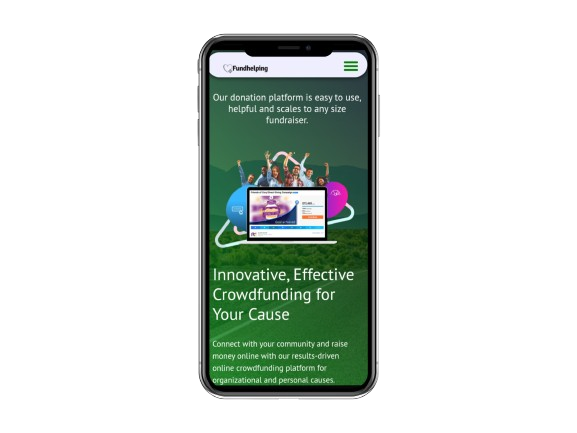 Fundhelping
Our donation platform is easy to use,
helpful and scales to any size
fundraiser.
Innovative, Effective
Crowdfunding for
Your Cause
Connect with your community and raise
money online with our results-driven
online crowdfunding platform for
organizational and personal causes.